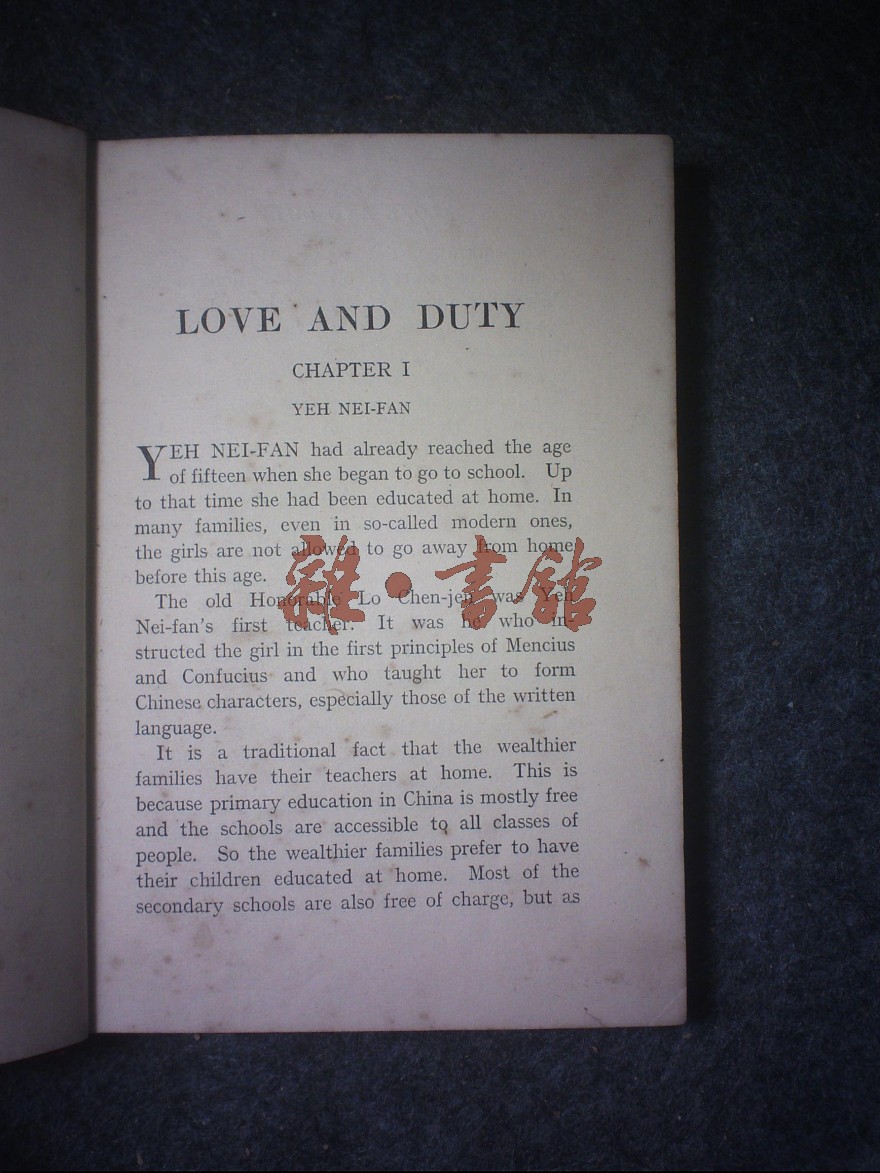 LOVE AND DUTY
CHAPTER I
YEH NEI-FAN
YEH NEI-FAN had already reached the age
of fifteen when she began to go to school. Up
to that time she had been educated at home. In
many families, even in so-called modern ones,
the girls are not allowed to go away from home
before this age.
The old Honorable Lo Chen-jen was Yeh
Nei-fan's first teacher. It was he who in-
structed the girl in the first principles of Mencius
and Confucius and who taught her to form
Chinese characters, especially those of the written
language.
It is a traditional fact that the wealthier
families have their teachers at home. This is
because primary education in China is mostly free
and the schools are accessible to all classes of
people. So the wealthier families prefer to have
their children educated at home. Most of the
secondary schools are also free of charge, but as
雜·書館